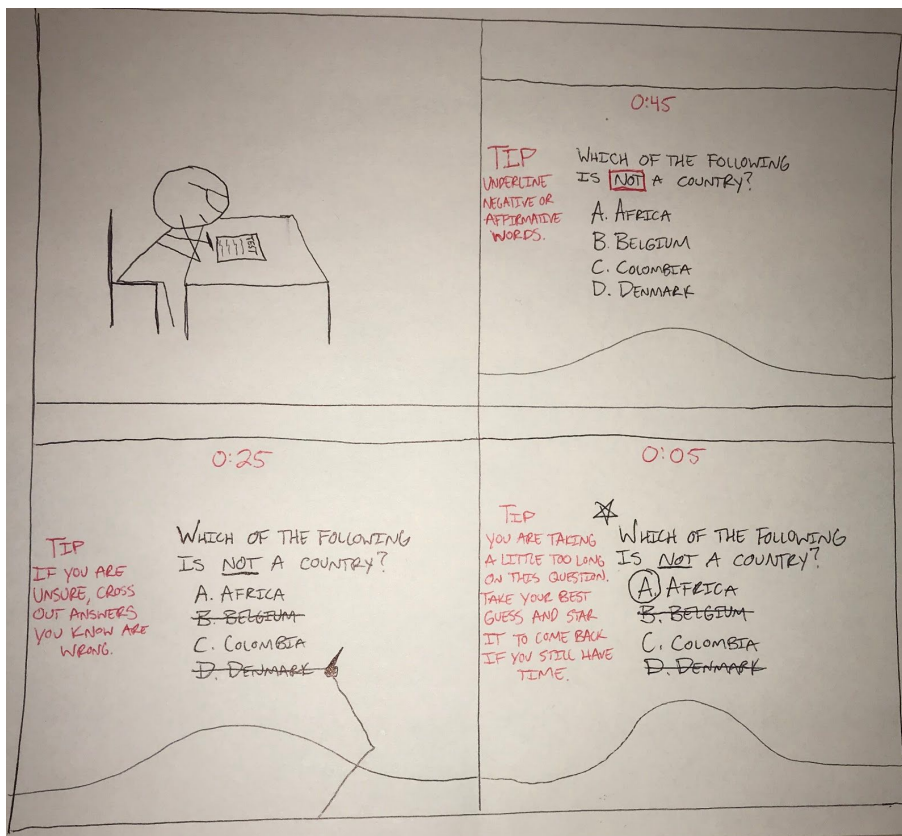 TEST
0:45
TIP
UNDERLINE
NEGATIVE OR
AFFIRMATIVE
WORDS.
WHICH OF THE FOLLOWING
IS NOT A COUNTRY?
A. AFRICA
B. BELGIUM
C. COLOMBIA
D. DENMARK
0:25
TIP
IF YOU ARE
UNSURE, CROSS
OUT ANSWERS
YOU KNOW ARE
WRONG.
WHICH OF THE FOLLOWING
IS NOT A COUNTRY?
A. AFRICA
B. BELGIUM
C. COLOMBIA
D. DENMARK
0:05
TIP
YOU ARE TAKING
A LITTLE TOO LONG
ON THIS QUESTION.
TAKE YOUR BEST
GUESS AND STAR
IT TO COME BACK
IF YOU STILL HAVE
TIME.
WHICH OF THE FOLLOWING
IS NOT A COUNTRY?
A. AFRICA
B. BELGIUM
C. COLOMBIA
D. DENMARK